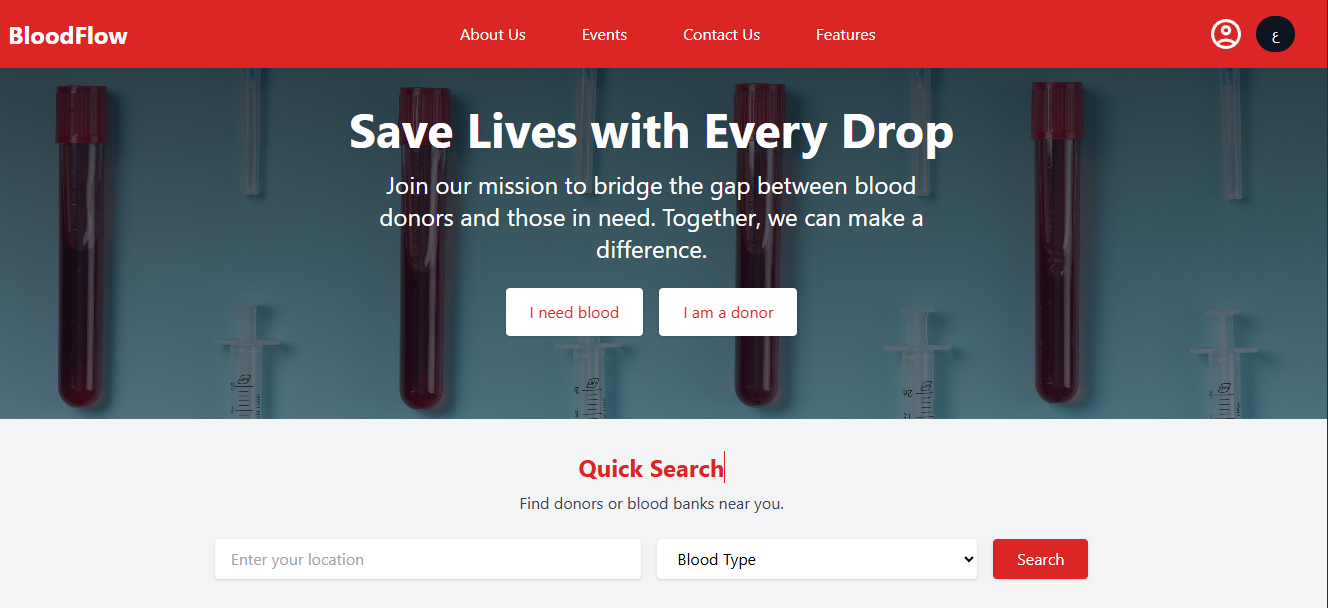 BloodFlow
About Us
Events
Contact Us
Features
ع
Save Lives with Every Drop
Join our mission to bridge the gap between blood
donors and those in need. Together, we can make a
difference.
I need blood
I am a donor
Quick Search
Find donors or blood banks near you.
Enter your location
Blood Type
Search